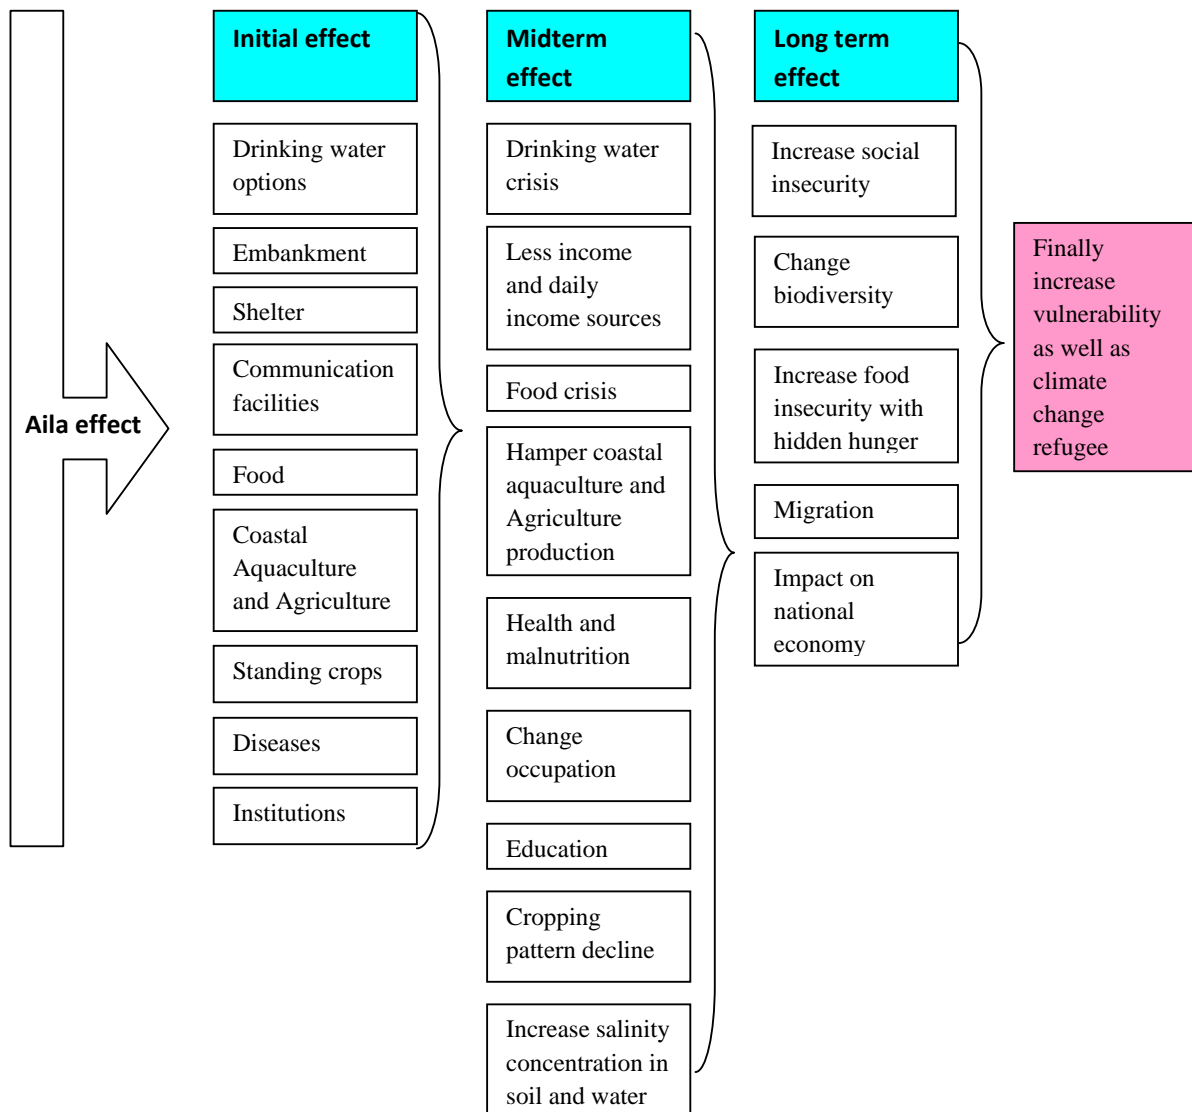 Aila effect
Initial effect
Drinking water
options
Embankment
Shelter
Communication
facilities
Food
Coastal
Aquaculture
and Agriculture
Standing crops
Diseases
Institutions
Midterm
effect
Drinking water
crisis
Less income
and daily
income sources
Food crisis
Hamper coastal
aquaculture and
Agriculture
production
Health and
malnutrition
Change
occupation
Education
Cropping
pattern decline
Increase salinity
concentration in
soil and water
Long term
effect
Increase social
insecurity
Change
biodiversity
Increase food
insecurity with
hidden hunger
Migration
Impact on
national
economy
Finally
increase
vulnerability
as well as
climate
change
refugee